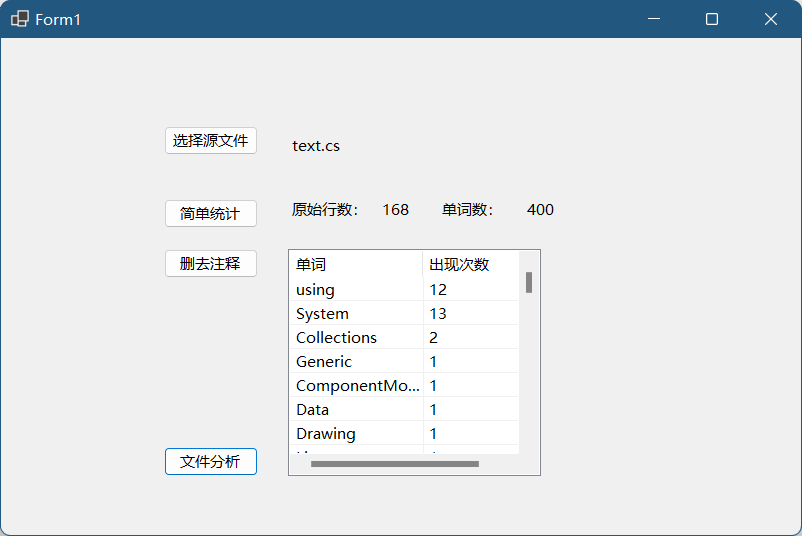 Form1
选择源文件
text.cs
简单统计
原始行数： 168 单词数： 400
删去注释
单词 出现次数
using 12
System 13
Collections 2
Generic 1
ComponentMo... 1
Data 1
Drawing 1
文件分析